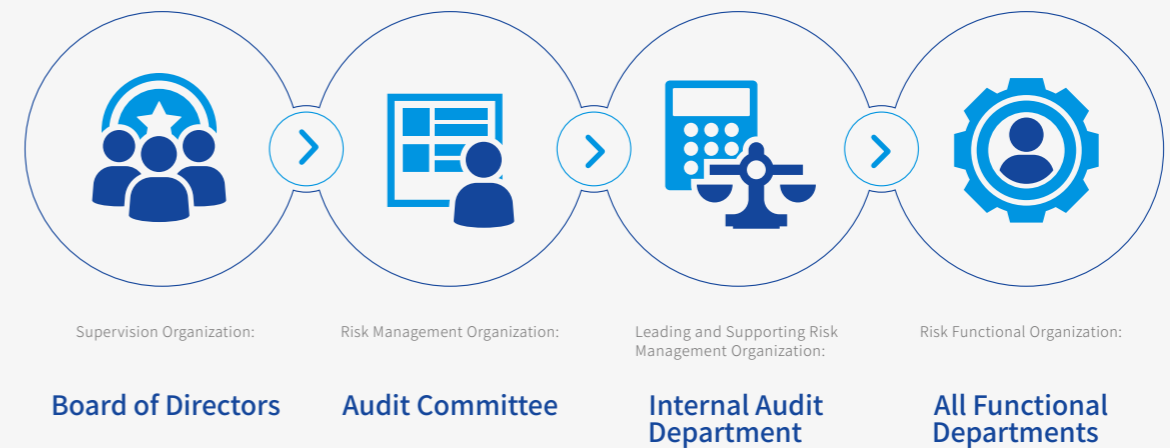 Supervision Organization:
Board of Directors
Risk Management Organization:
Audit Committee
Leading and Supporting Risk
Management Organization:
Internal Audit
Department
Risk Functional Organization:
All Functional
Departments